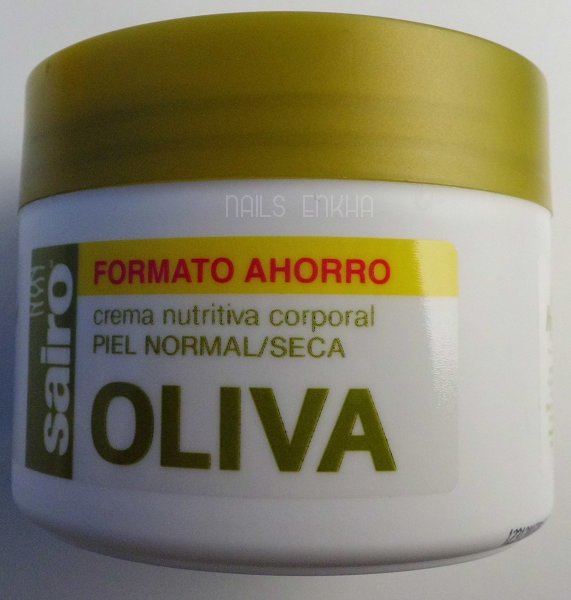 NAILS ENKHA
FORMATO AHORRO
crema nutritiva corporal
PIEL NORMAL/SECA
OLIVA
sairo